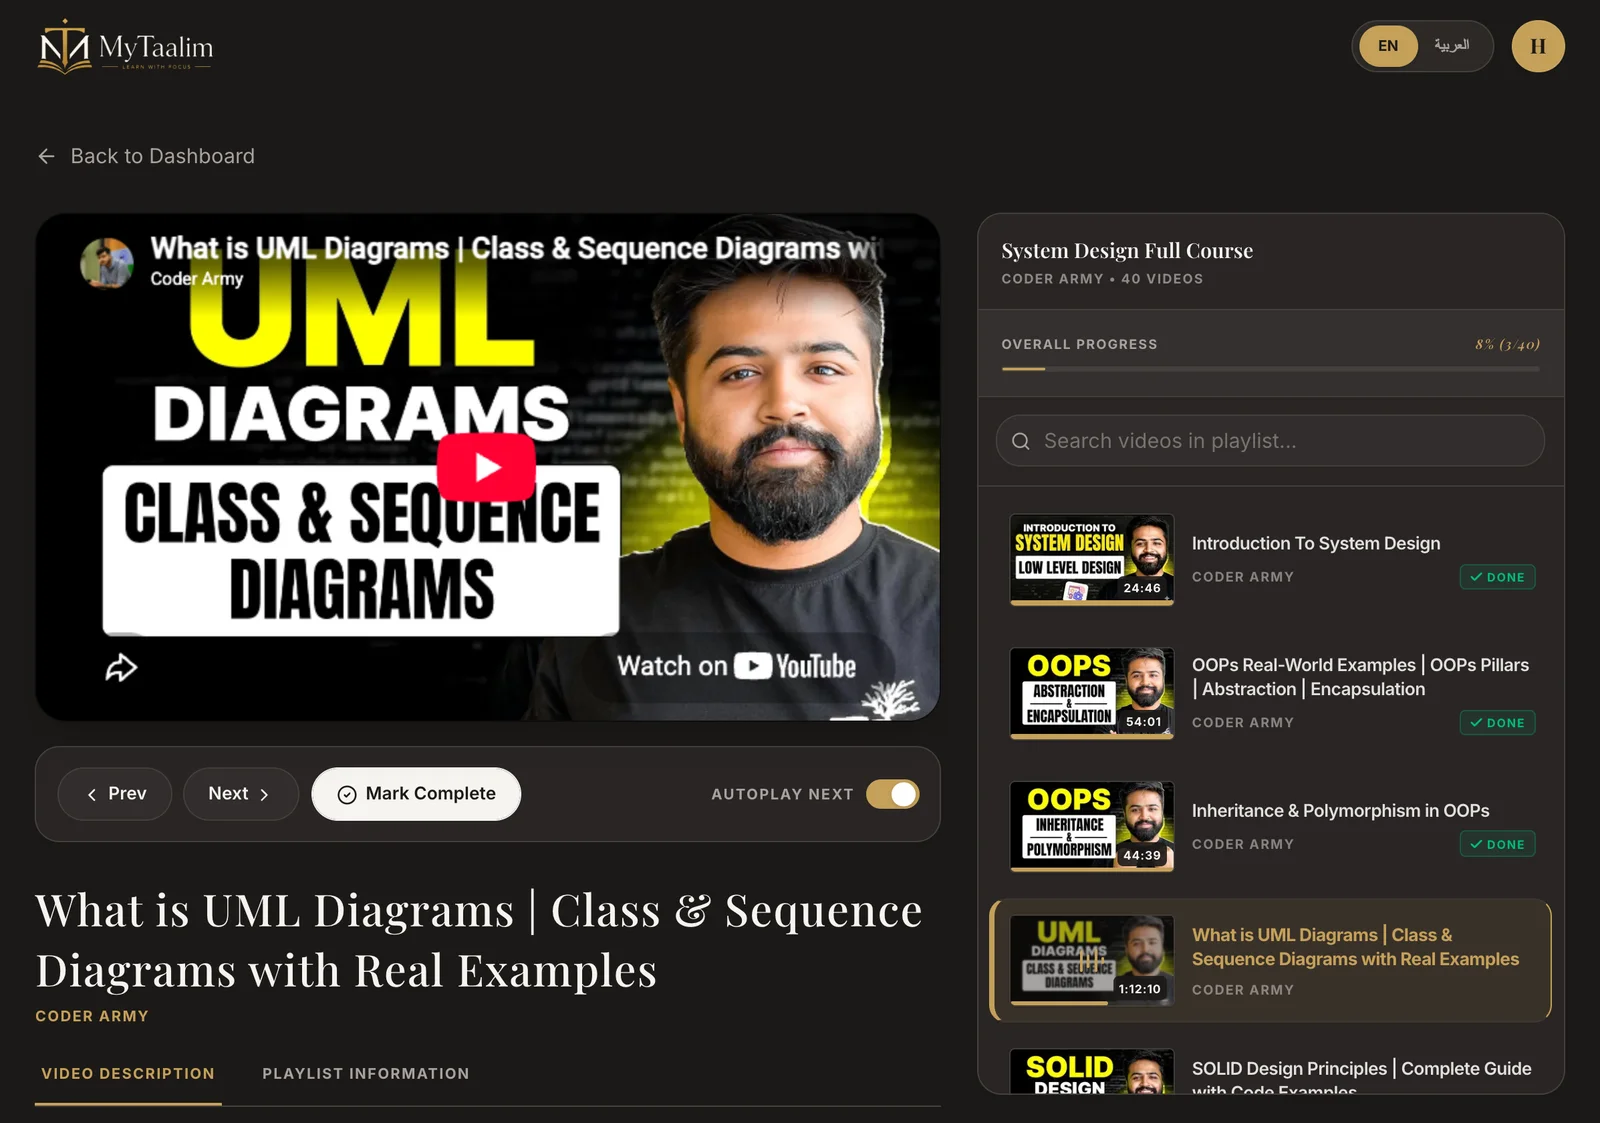 MyTaalim
LEARN WITH FOCUS
EN
العربية
H
Back to Dashboard
What is UML Diagrams | Class & Sequence Diagrams wi
Coder Army
UML
DIAGRAMS
CLASS & SEQUENCE
DIAGRAMS
Watch on YouTube
Prev
Next
Mark Complete
AUTOPLAY NEXT
What is UML Diagrams | Class & Sequence
Diagrams with Real Examples
CODER ARMY
VIDEO DESCRIPTION
PLAYLIST INFORMATION
System Design Full Course
CODER ARMY • 40 VIDEOS
OVERALL PROGRESS
8% (3/40)
Search videos in playlist...
INTRODUCTION TO
SYSTEM DESIGN
LOW LEVEL DESIGN
24:46
Introduction To System Design
CODER ARMY
DONE
OOPS
ABSTRACTION
&
ENCAPSULATION
54:01
OOPs Real-World Examples | OOPs Pillars
| Abstraction | Encapsulation
CODER ARMY
DONE
OOPS
INHERITANCE
&
POLYMORPHISM
44:39
Inheritance & Polymorphism in OOPs
CODER ARMY
DONE
UML
DIAGRAMS
CLASS & SEQUENCE
DIAGRAMS
1:12:10
What is UML Diagrams | Class &
Sequence Diagrams with Real Examples
CODER ARMY
SOLID
DESIGN
SOLID Design Principles | Complete Guide
with Code Examples